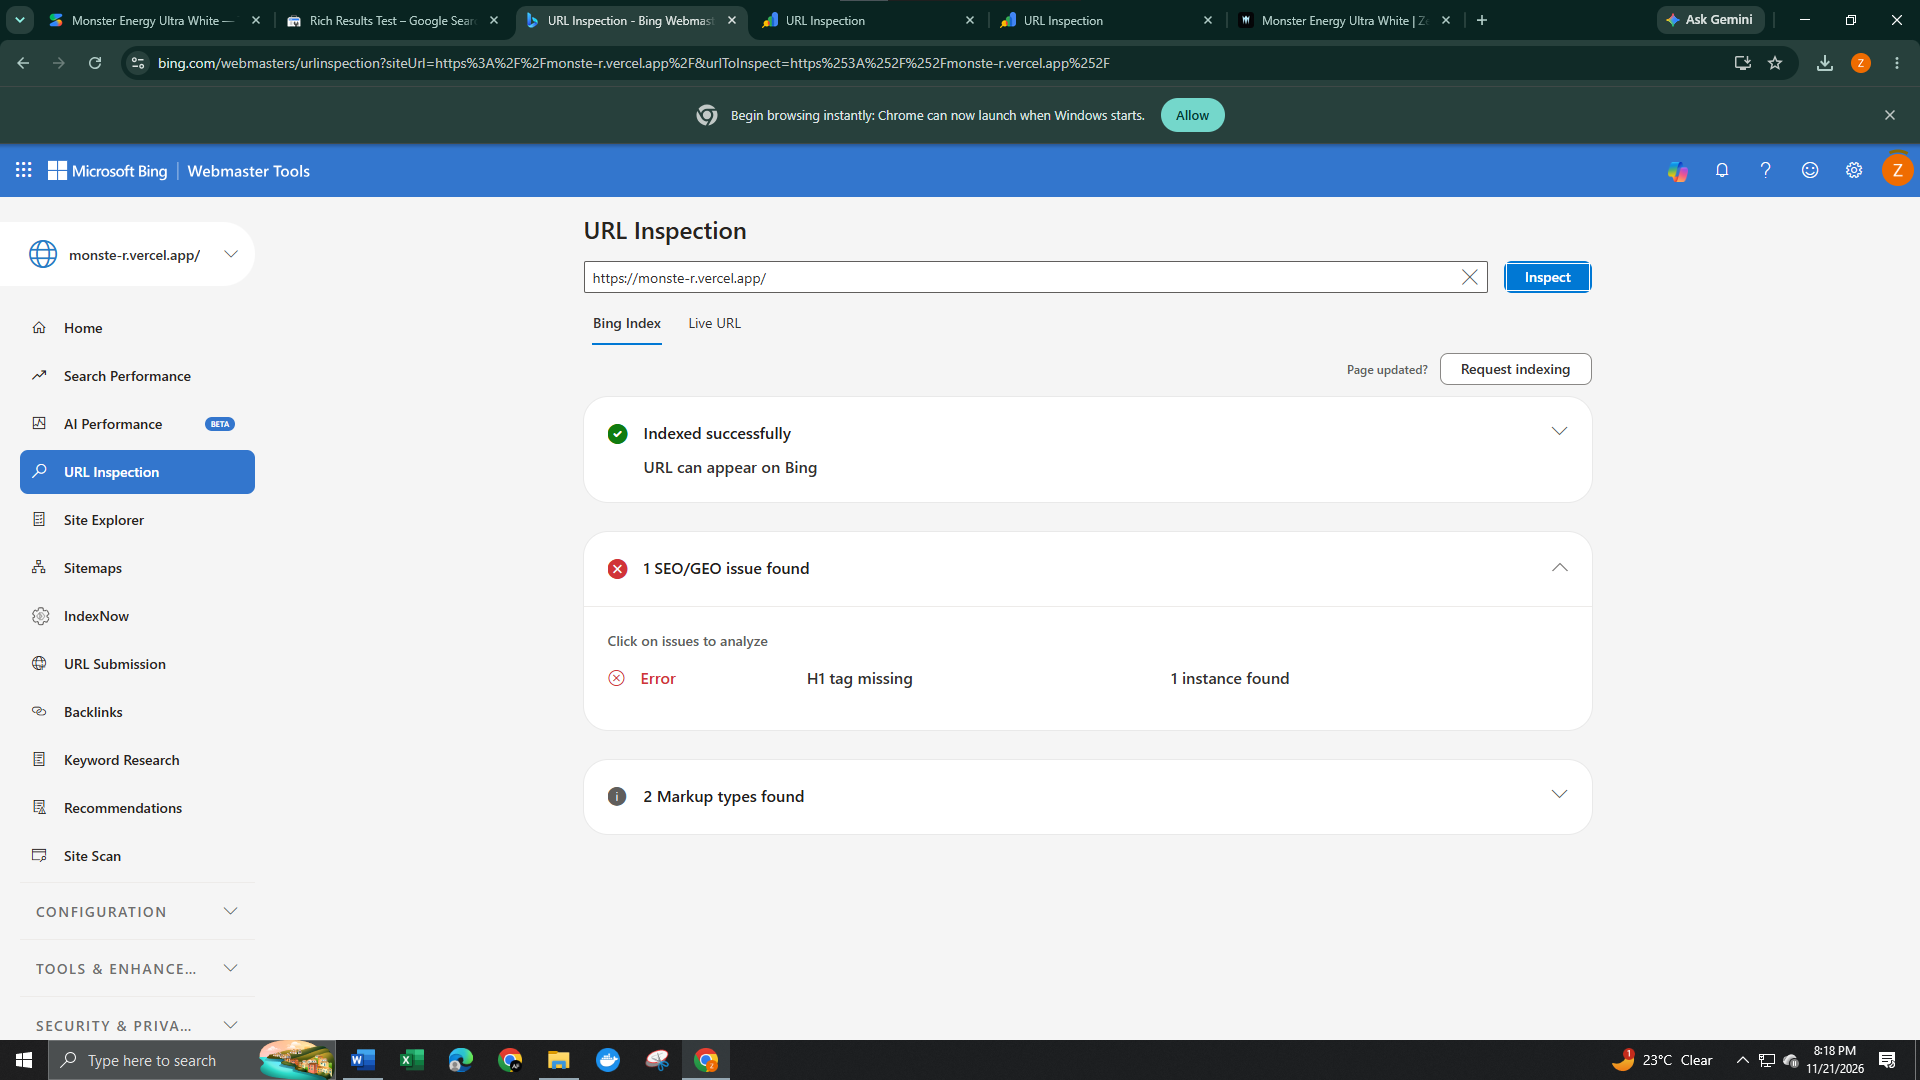 Monster Energy Ultra White —
Rich Results Test – Google Sear
URL Inspection - Bing Webmast
URL Inspection
URL Inspection
Monster Energy Ultra White | Ze
Ask Gemini
bing.com/webmasters/urlinspection?siteUrl=https%3A%2F%2Fmonste-r.vercel.app%2F&urlToInspect=https%253A%252F%252Fmonste-r.vercel.app%252F
Z
Begin browsing instantly: Chrome can now launch when Windows starts.
Allow
Microsoft Bing
Webmaster Tools
Z
monste-r.vercel.app/
Home
Search Performance
AI Performance
BETA
URL Inspection
Site Explorer
Sitemaps
IndexNow
URL Submission
Backlinks
Keyword Research
Recommendations
Site Scan
CONFIGURATION
TOOLS & ENHANCE...
SECURITY & PRIVA...
URL Inspection
https://monste-r.vercel.app/
Inspect
Bing Index
Live URL
Page updated?
Request indexing
Indexed successfully
URL can appear on Bing
1 SEO/GEO issue found
Click on issues to analyze
Error
H1 tag missing
1 instance found
2 Markup types found
Type here to search
1
23°C Clear
8:18 PM
11/21/2026